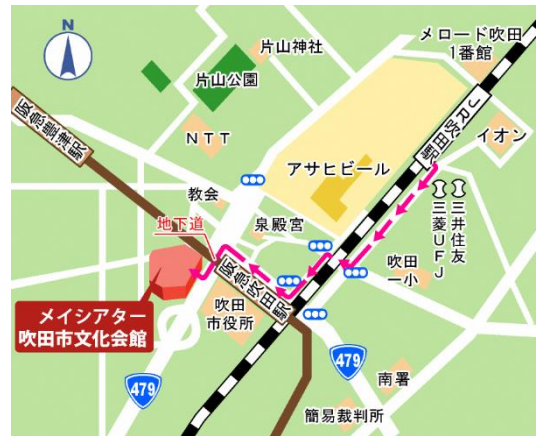 N
片山神社
メロード吹田
1番館
片山公園
阪急豊津駅
NTT
JR吹田駅
イオン
アサヒビール
教会
地下道
泉殿宮
三井住友
三菱UFJ
阪急吹田駅
吹田
一小
メイシアター
吹田市文化会館
吹田
市役所
479
479
南署
簡易裁判所